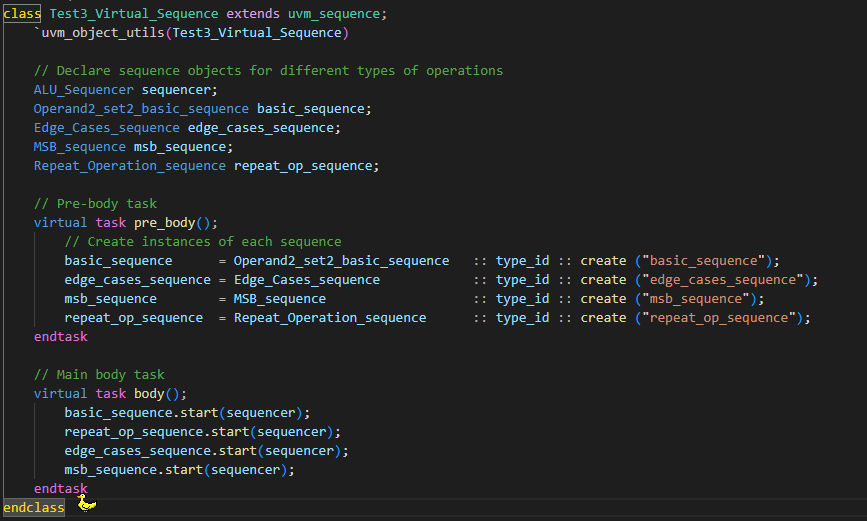 class Test3_Virtual_Sequence extends uvm_sequence;
    `uvm_object_utils(Test3_Virtual_Sequence)
    // Declare sequence objects for different types of operations
    ALU_Sequencer sequencer;
    Operand2_set2_basic_sequence basic_sequence;
    Edge_Cases_sequence edge_cases_sequence;
    MSB_sequence msb_sequence;
    Repeat_Operation_sequence repeat_op_sequence;
    // Pre-body task
    virtual task pre_body();
        // Create instances of each sequence
        basic_sequence      = Operand2_set2_basic_sequence   :: type_id :: create ("basic_sequence");
        edge_cases_sequence = Edge_Cases_sequence            :: type_id :: create ("edge_cases_sequence");
        msb_sequence        = MSB_sequence                   :: type_id :: create ("msb_sequence");
        repeat_op_sequence  = Repeat_Operation_sequence      :: type_id :: create ("repeat_op_sequence");
    endtask
    // Main body task
    virtual task body();
        basic_sequence.start(sequencer);
        repeat_op_sequence.start(sequencer);
        edge_cases_sequence.start(sequencer);
        msb_sequence.start(sequencer);
    endtask
endclass